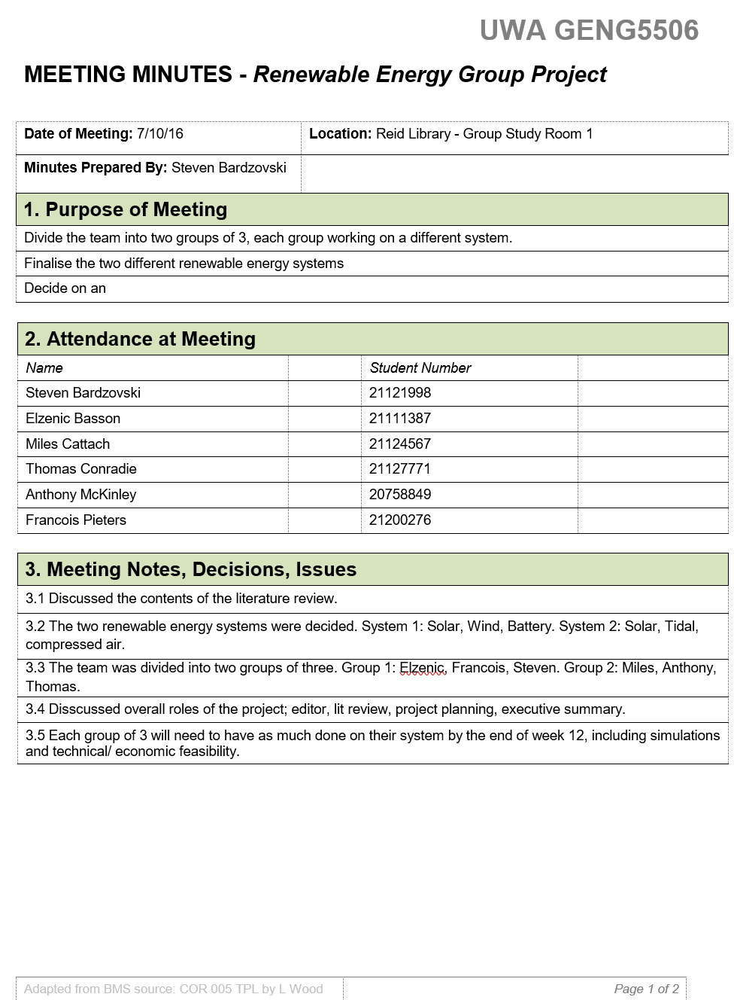 UWA GENG5506
MEETING MINUTES - Renewable Energy Group Project
Date of Meeting: 7/10/16
Location: Reid Library - Group Study Room 1
Minutes Prepared By: Steven Bardzovski
1. Purpose of Meeting
Divide the team into two groups of 3, each group working on a different system.
Finalise the two different renewable energy systems
Decide on an
2. Attendance at Meeting
Name Student Number
Steven Bardzovski 21121998
Elzenic Basson 21111387
Miles Cattach 21124567
Thomas Conradie 21127771
Anthony McKinley 20758849
Francois Pieters 21200276
3. Meeting Notes, Decisions, Issues
3.1 Discussed the contents of the literature review.
3.2 The two renewable energy systems were decided. System 1: Solar, Wind, Battery. System 2: Solar, Tidal,
compressed air.
3.3 The team was divided into two groups of three. Group 1: Elzenic, Francois, Steven. Group 2: Miles, Anthony,
Thomas.
3.4 Disscussed overall roles of the project; editor, lit review, project planning, executive summary.
3.5 Each group of 3 will need to have as much done on their system by the end of week 12, including simulations
and technical/ economic feasibility.
Adapted from BMS source: COR 005 TPL by L Wood
Page 1 of 2